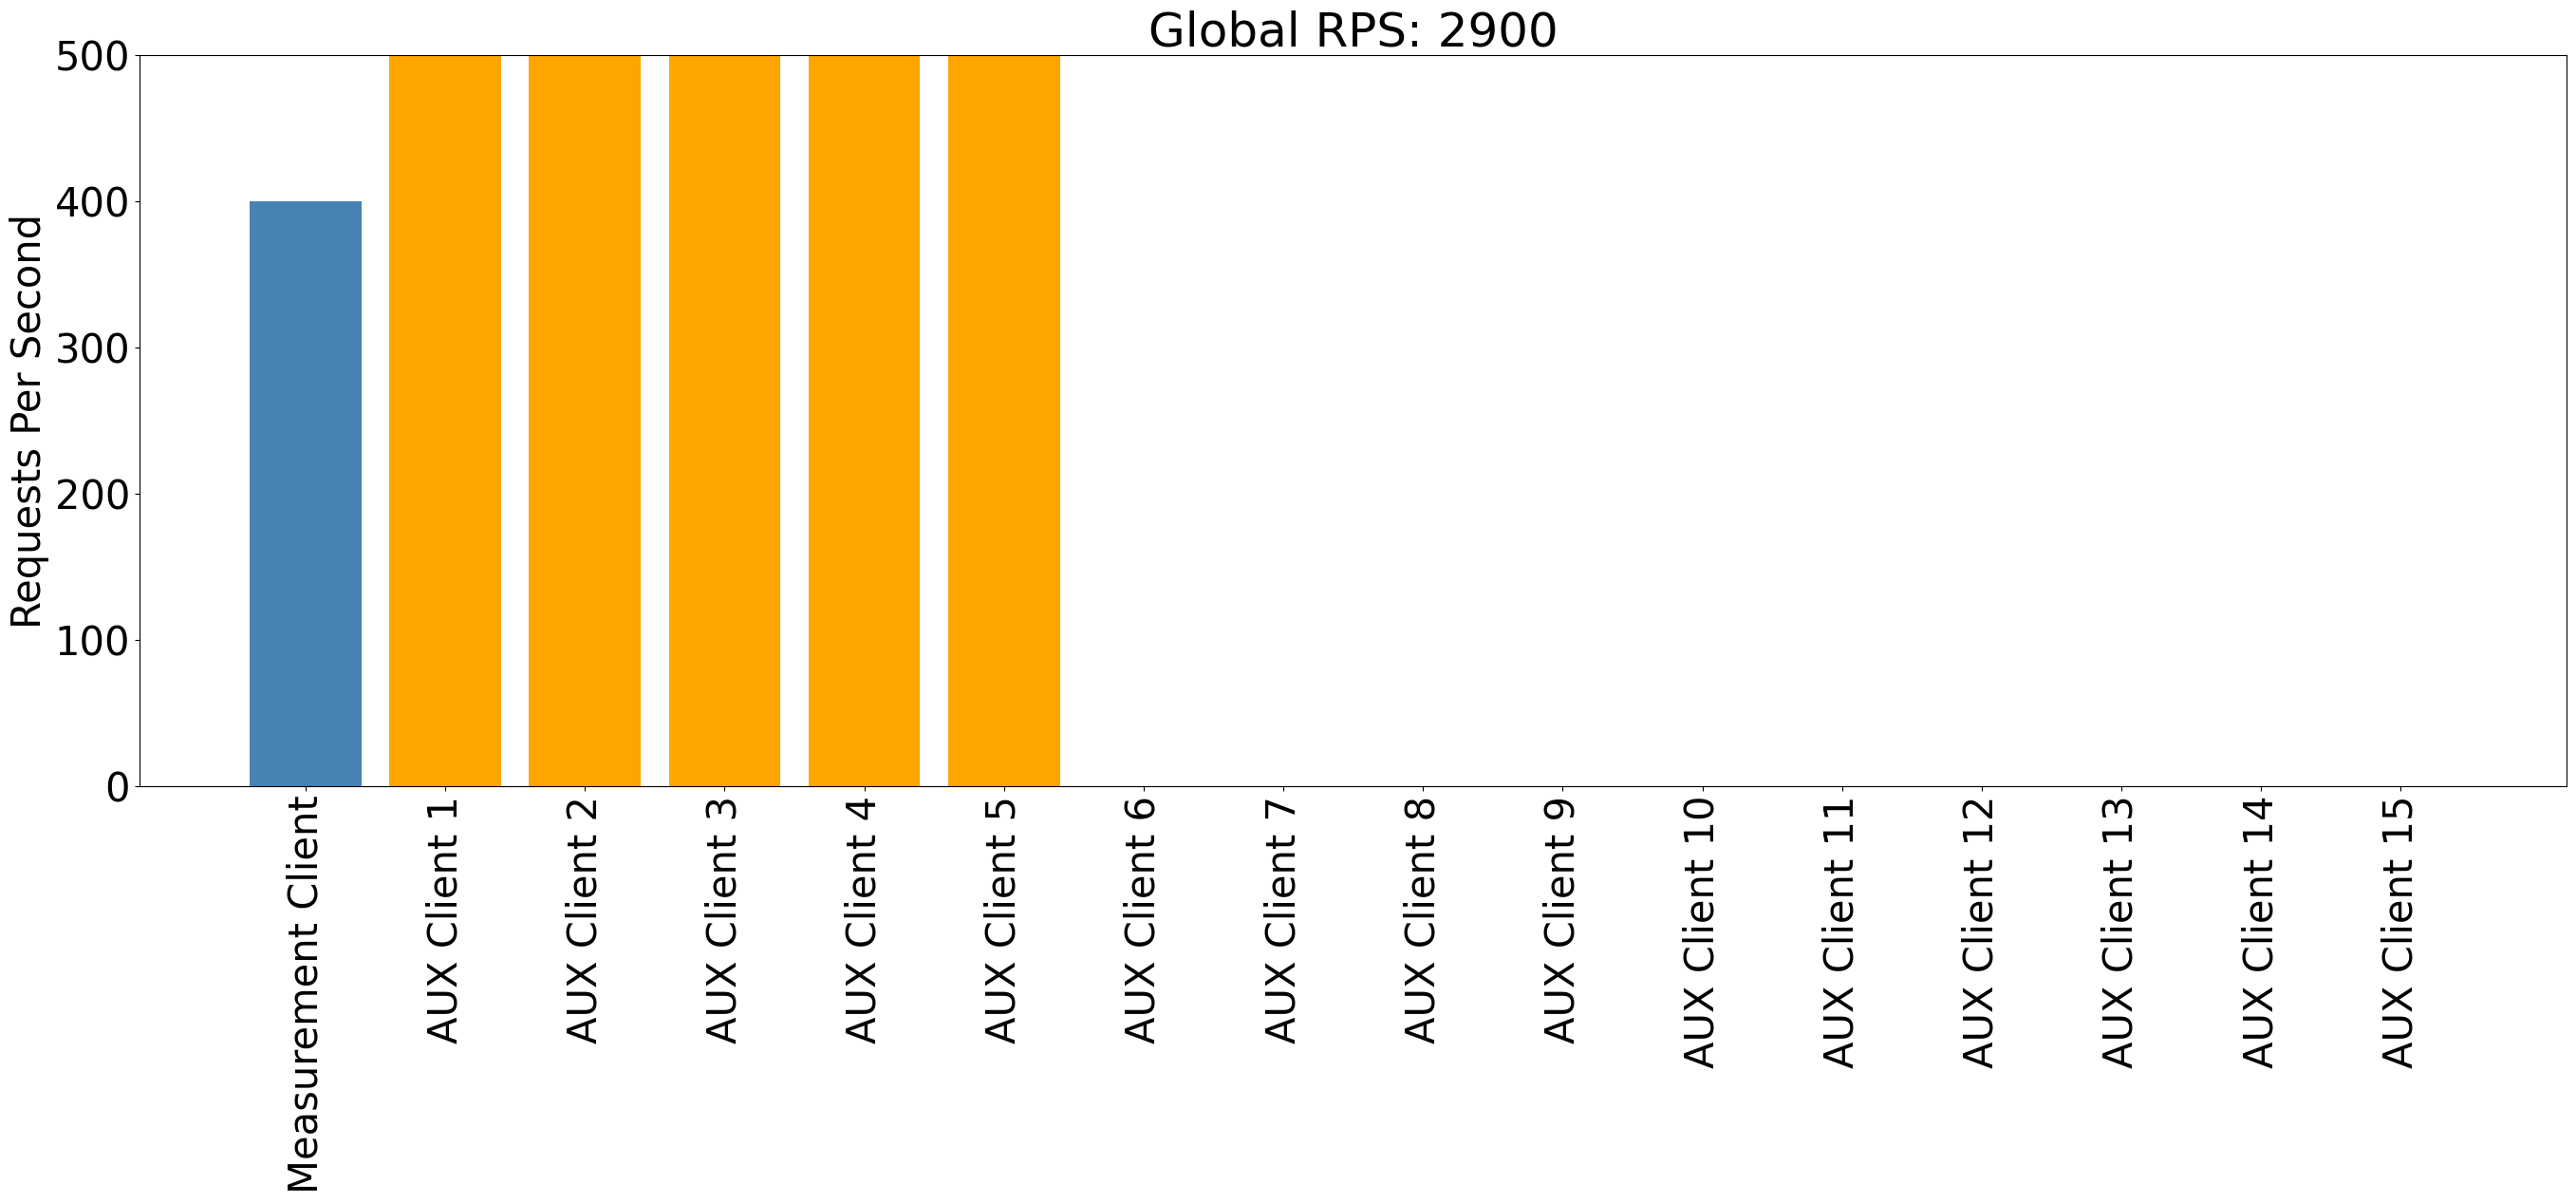 Global RPS: 2900
Requests Per Second
500
400
300
200
100
0
Measurement Client
AUX Client 1
AUX Client 2
AUX Client 3
AUX Client 4
AUX Client 5
AUX Client 6
AUX Client 7
AUX Client 8
AUX Client 9
AUX Client 10
AUX Client 11
AUX Client 12
AUX Client 13
AUX Client 14
AUX Client 15